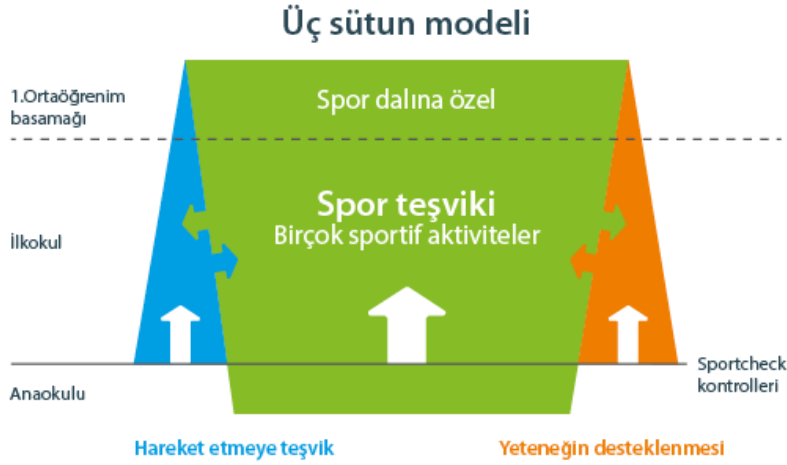 Üç sütun modeli
1.Ortaöğrenim
basamağı
Spor dalına özel
Spor teşviki
Birçok sportif aktiviteler
İlkokul
Sportcheck
kontrolleri
Anaokulu
Hareket etmeye teşvik
Yeteneğin desteklenmesi